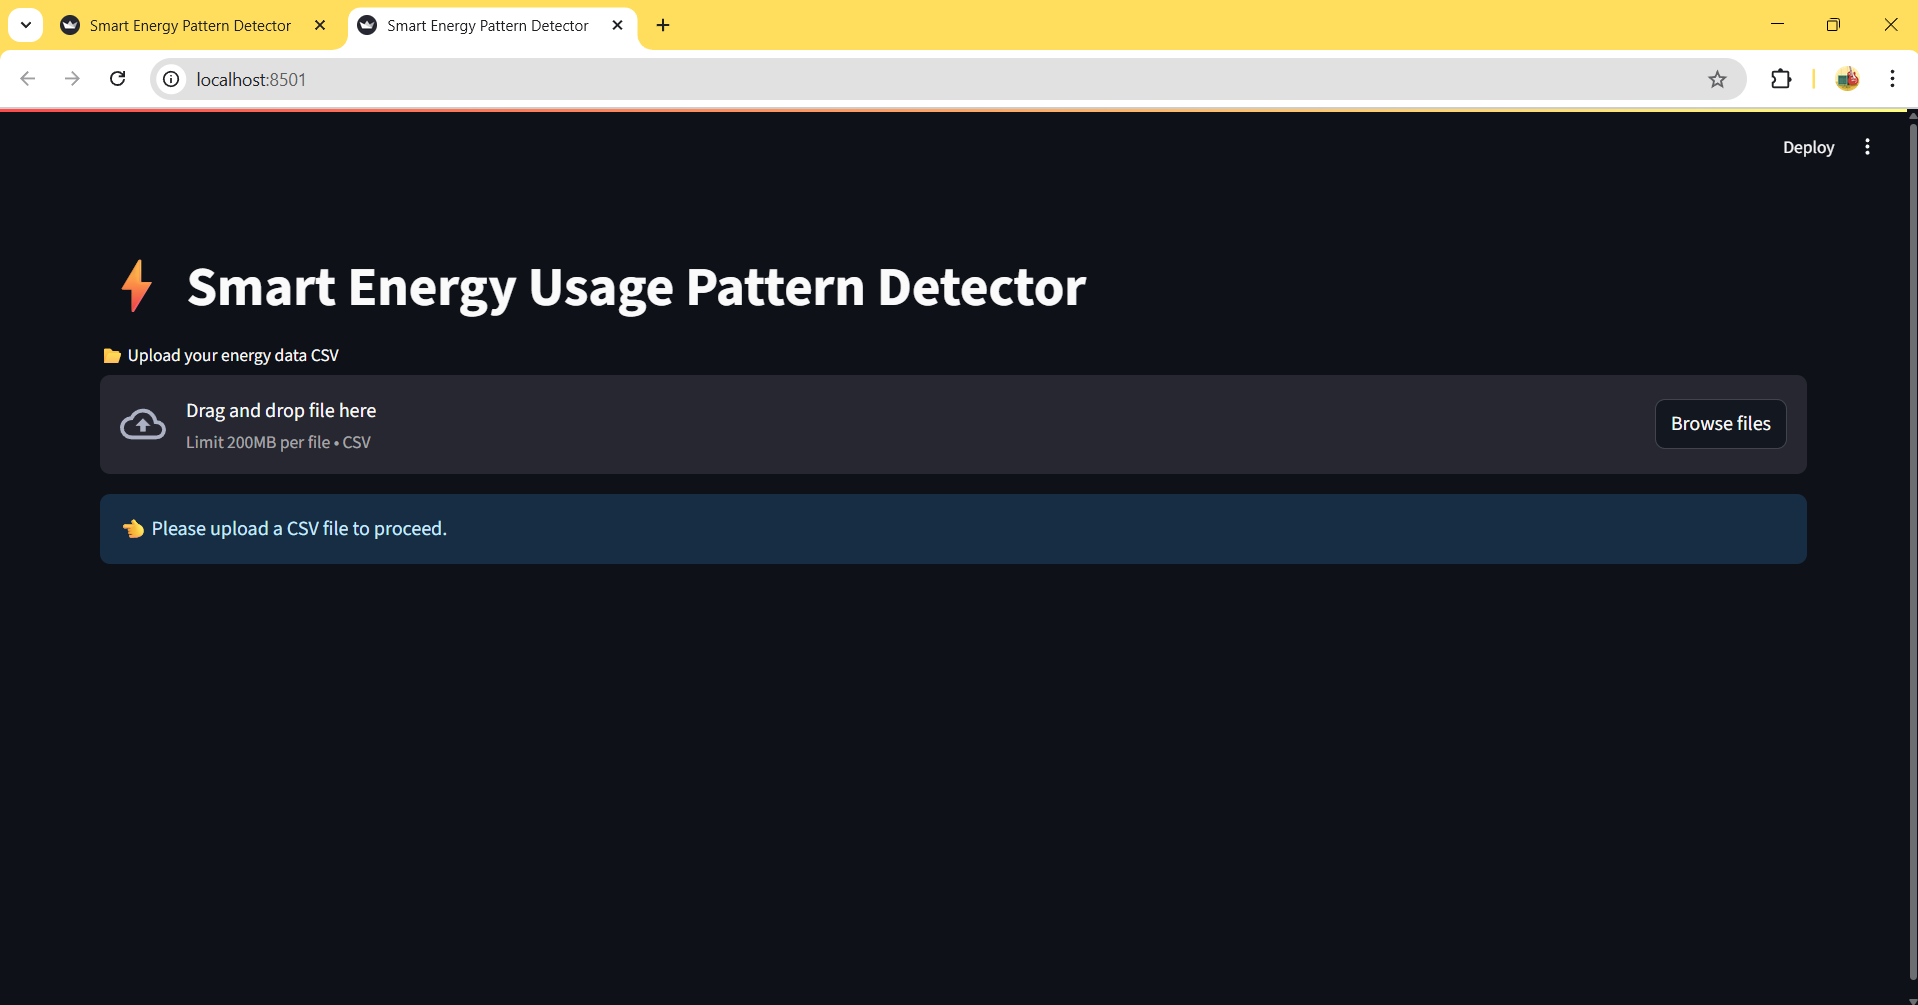 Smart Energy Pattern Detector
Smart Energy Pattern Detector
localhost:8501
Deploy
⚡ Smart Energy Usage Pattern Detector
📂 Upload your energy data CSV
Drag and drop file here
Limit 200MB per file • CSV
Browse files
👈 Please upload a CSV file to proceed.